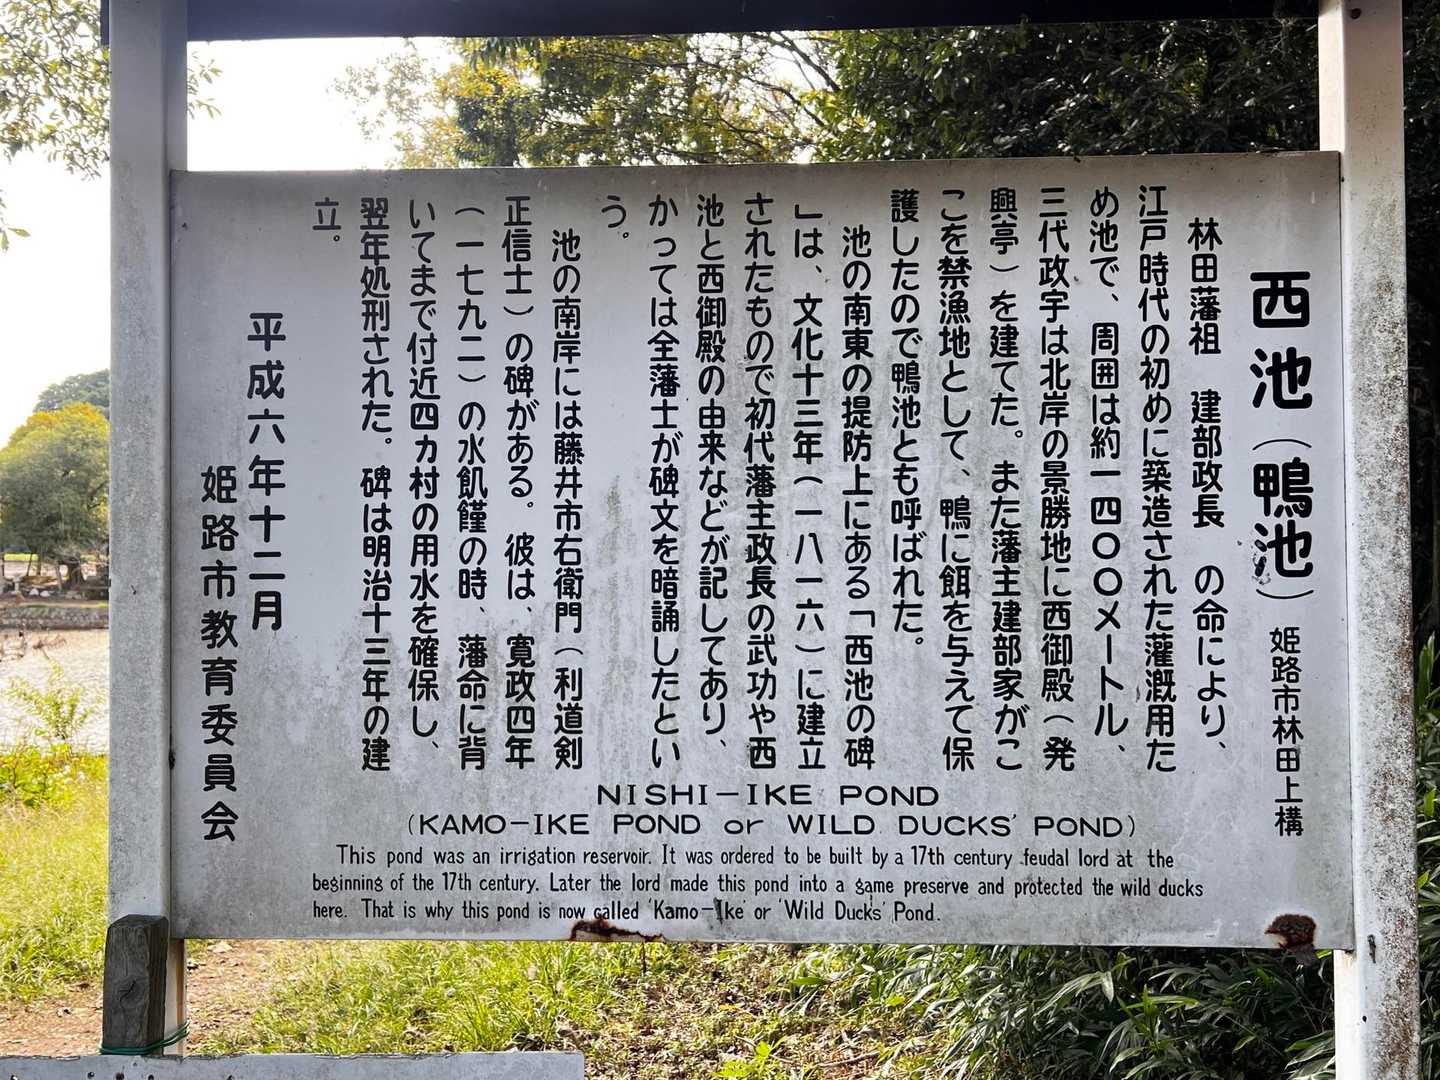 西池（鴨池）姫路市林田上構
林田藩祖　建部政長　の命により、
江戸時代の初めに築造された灌漑用た
め池で、周囲は約一四〇〇メートル、
三代政宇は北岸の景勝地に西御殿（発
興亭）を建てた。また藩主建部家がこ
こを禁漁地として、鴨に餌を与えて保
護したので鴨池とも呼ばれた。
池の南東の提防上にある「西池の碑
」は、文化十三年（一八一六）に建立
されたもので初代藩主政長の武功や西
池と西御殿の由来などが記してあり、
かっては全藩士が碑文を暗誦したとい
う。
池の南岸には藤井市右衛門（利道剣
正信士）の碑がある。彼は、寛政四年
（一七九二）の水飢饉の時、藩命に背
いてまで付近四カ村の用水を確保し、
翌年処刑された。碑は明治十三年の建
立。
平成六年十二月
姫路市教育委員会
NISHI-IKE POND
(KAMO-IKE POND or WILD DUCKS' POND)
This pond was an irrigation reservoir. It was ordered to be built by a 17th century feudal lord at the
beginning of the 17th century. Later the lord made this pond into a game preserve and protected the wild ducks
here. That is why this pond is now called 'Kamo-Ike' or 'Wild Ducks' Pond.